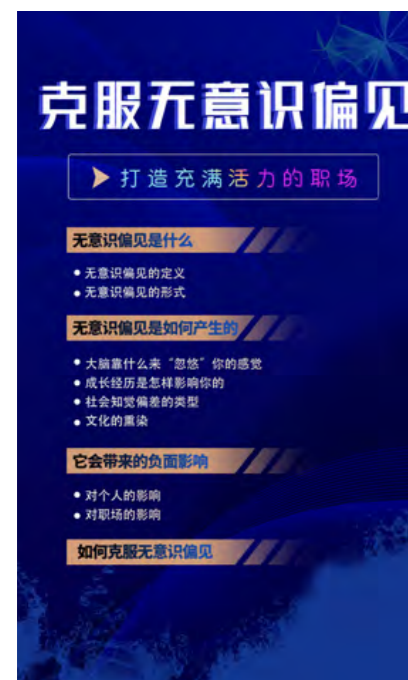 克服无意识偏见
打造充满活力的职场
无意识偏见是什么
● 无意识偏见的定义
● 无意识偏见的形式
无意识偏见是如何产生的
● 大脑靠什么来“忽悠”你的感觉
● 成长经历是怎样影响你的
● 社会知觉偏差的类型
● 文化的熏染
它会带来的负面影响
● 对个人的影响
● 对职场的影响
如何克服无意识偏见